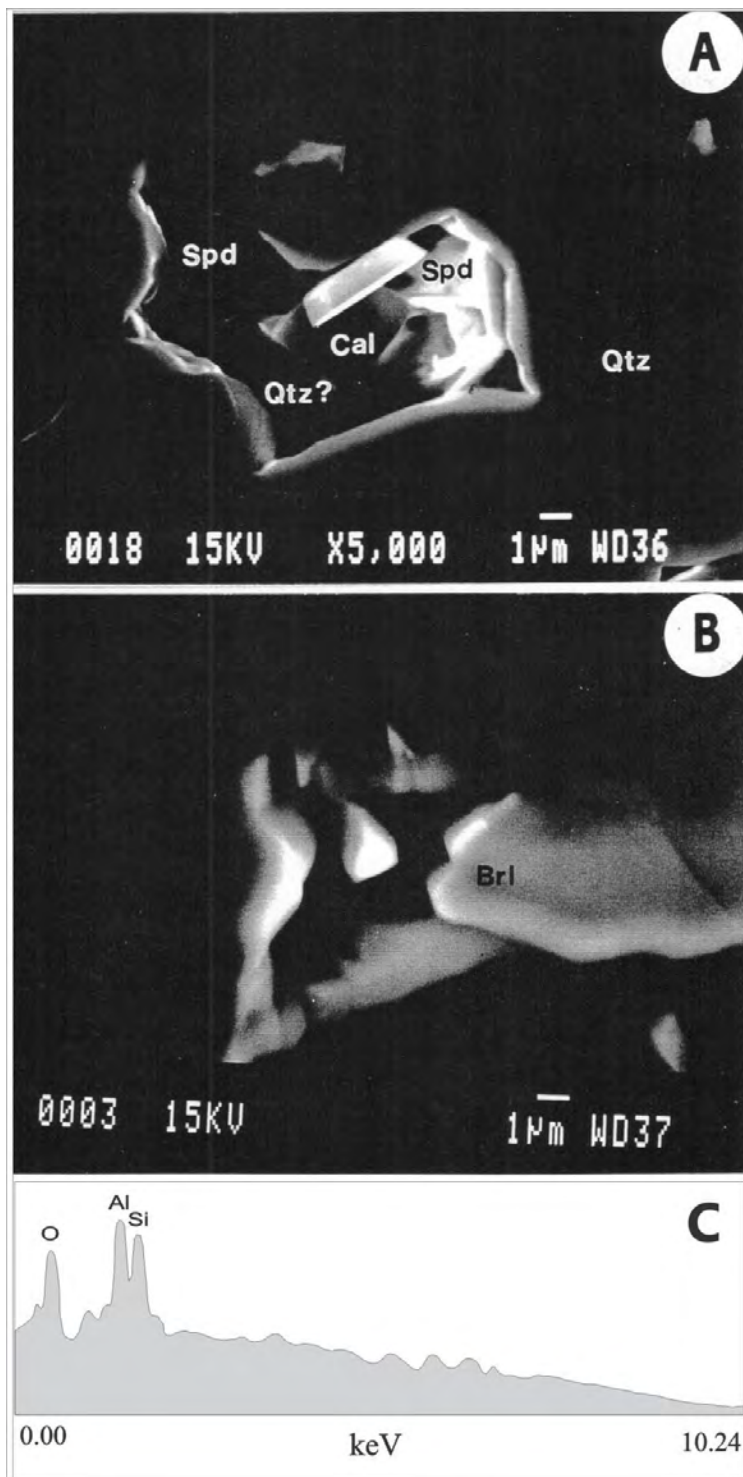 A
Spd
Spd
Cal
Qtz
Qtz?
0018 15KV X5,000 1μm WD36
B
Brl
0003 15KV 1μm WD37
C
Al
Si
O
0.00 keV 10.24